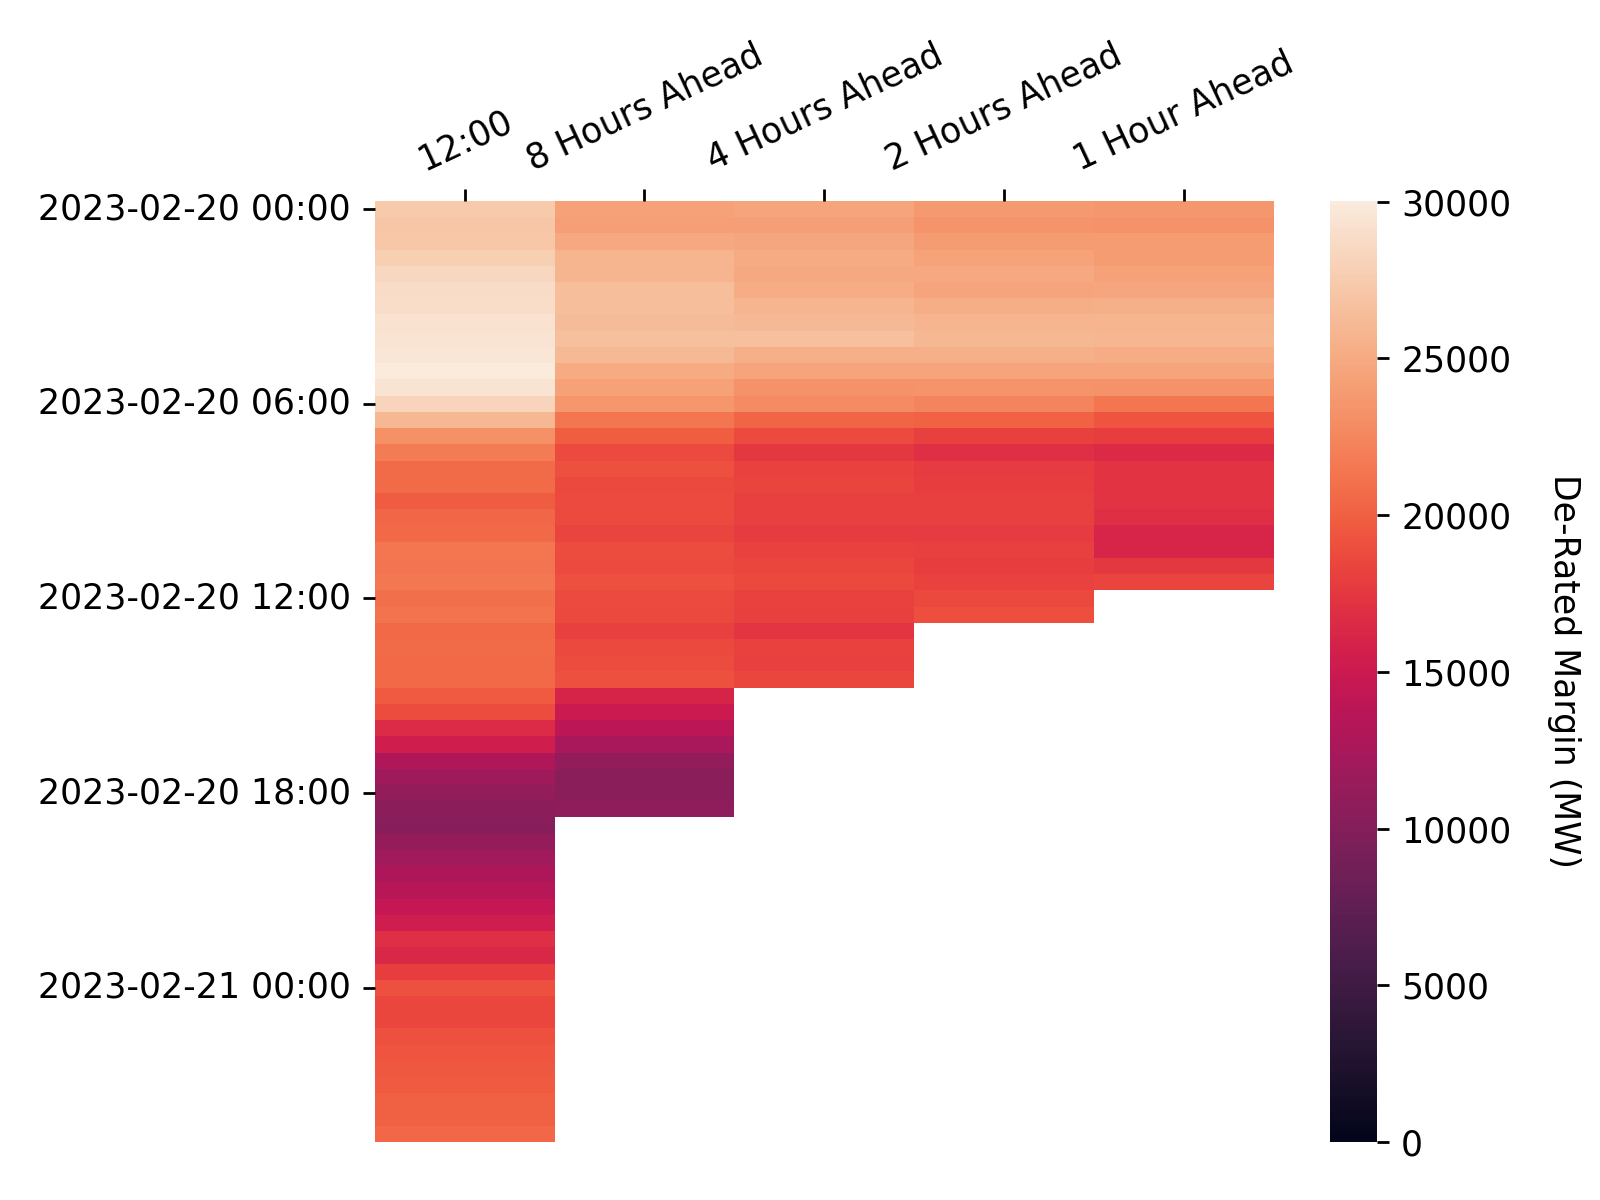 12:00
8 Hours Ahead
4 Hours Ahead
2 Hours Ahead
1 Hour Ahead
2023-02-20 00:00
2023-02-20 06:00
2023-02-20 12:00
2023-02-20 18:00
2023-02-21 00:00
30000
25000
20000
15000
10000
5000
0
De-Rated Margin (MW)